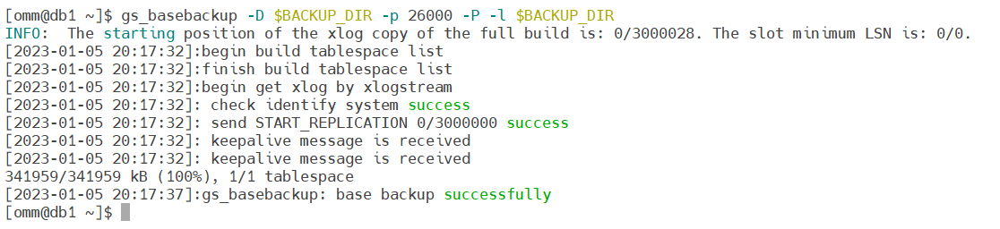 [omm@db1 ~]$ gs_basebackup -D $BACKUP_DIR -p 26000 -P -l $BACKUP_DIR
INFO:  The starting position of the xlog copy of the full build is: 0/3000028. The slot minimum LSN is: 0/0.
[2023-01-05 20:17:32]:begin build tablespace list
[2023-01-05 20:17:32]:finish build tablespace list
[2023-01-05 20:17:32]:begin get xlog by xlogstream
[2023-01-05 20:17:32]: check identify system success
[2023-01-05 20:17:32]: send START_REPLICATION 0/3000000 success
[2023-01-05 20:17:32]: keepalive message is received
[2023-01-05 20:17:32]: keepalive message is received
341959/341959 kB (100%), 1/1 tablespace
[2023-01-05 20:17:37]:gs_basebackup: base backup successfully
[omm@db1 ~]$